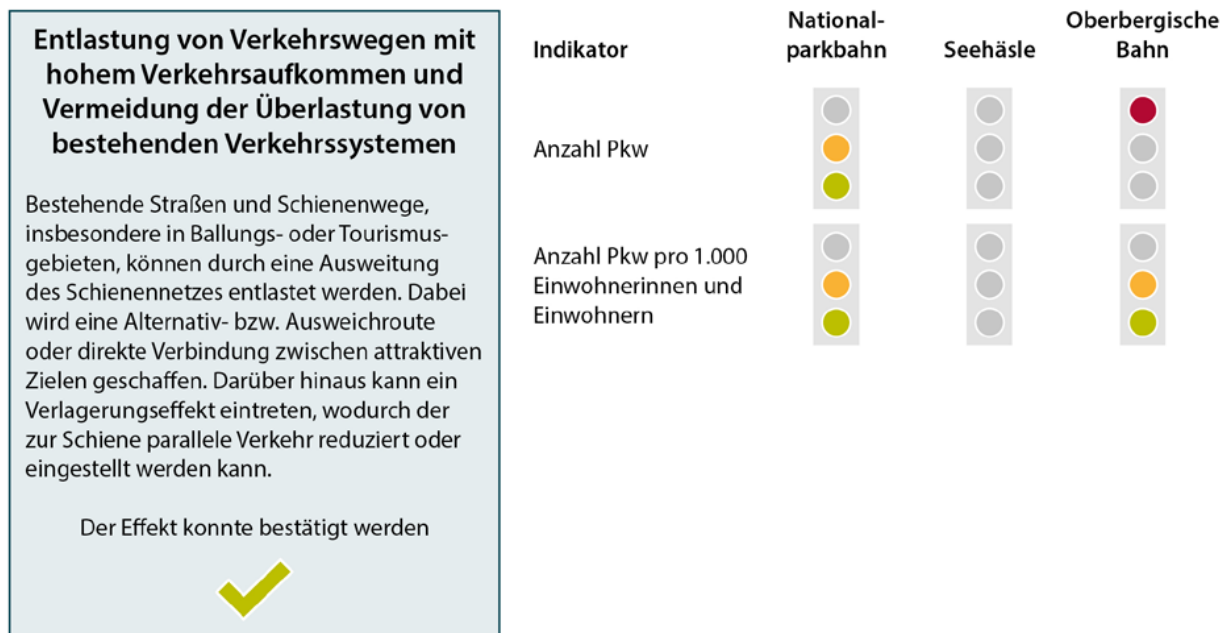 Entlastung von Verkehrswegen mit
hohem Verkehrsaufkommen und
Vermeidung der Überlastung von
bestehenden Verkehrssystemen
Bestehende Straßen und Schienenwege,
insbesondere in Ballungs- oder Tourismus-
gebieten, können durch eine Ausweitung
des Schienennetzes entlastet werden. Dabei
wird eine Alternativ- bzw. Ausweichroute
oder direkte Verbindung zwischen attraktiven
Zielen geschaffen. Darüber hinaus kann ein
Verlagerungseffekt eintreten, wodurch der
zur Schiene parallele Verkehr reduziert oder
eingestellt werden kann.
Der Effekt konnte bestätigt werden
Indikator
National-
parkbahn
Seehäsle
Oberbergische
Bahn
Anzahl Pkw
Anzahl Pkw pro 1.000
Einwohnerinnen und
Einwohnern